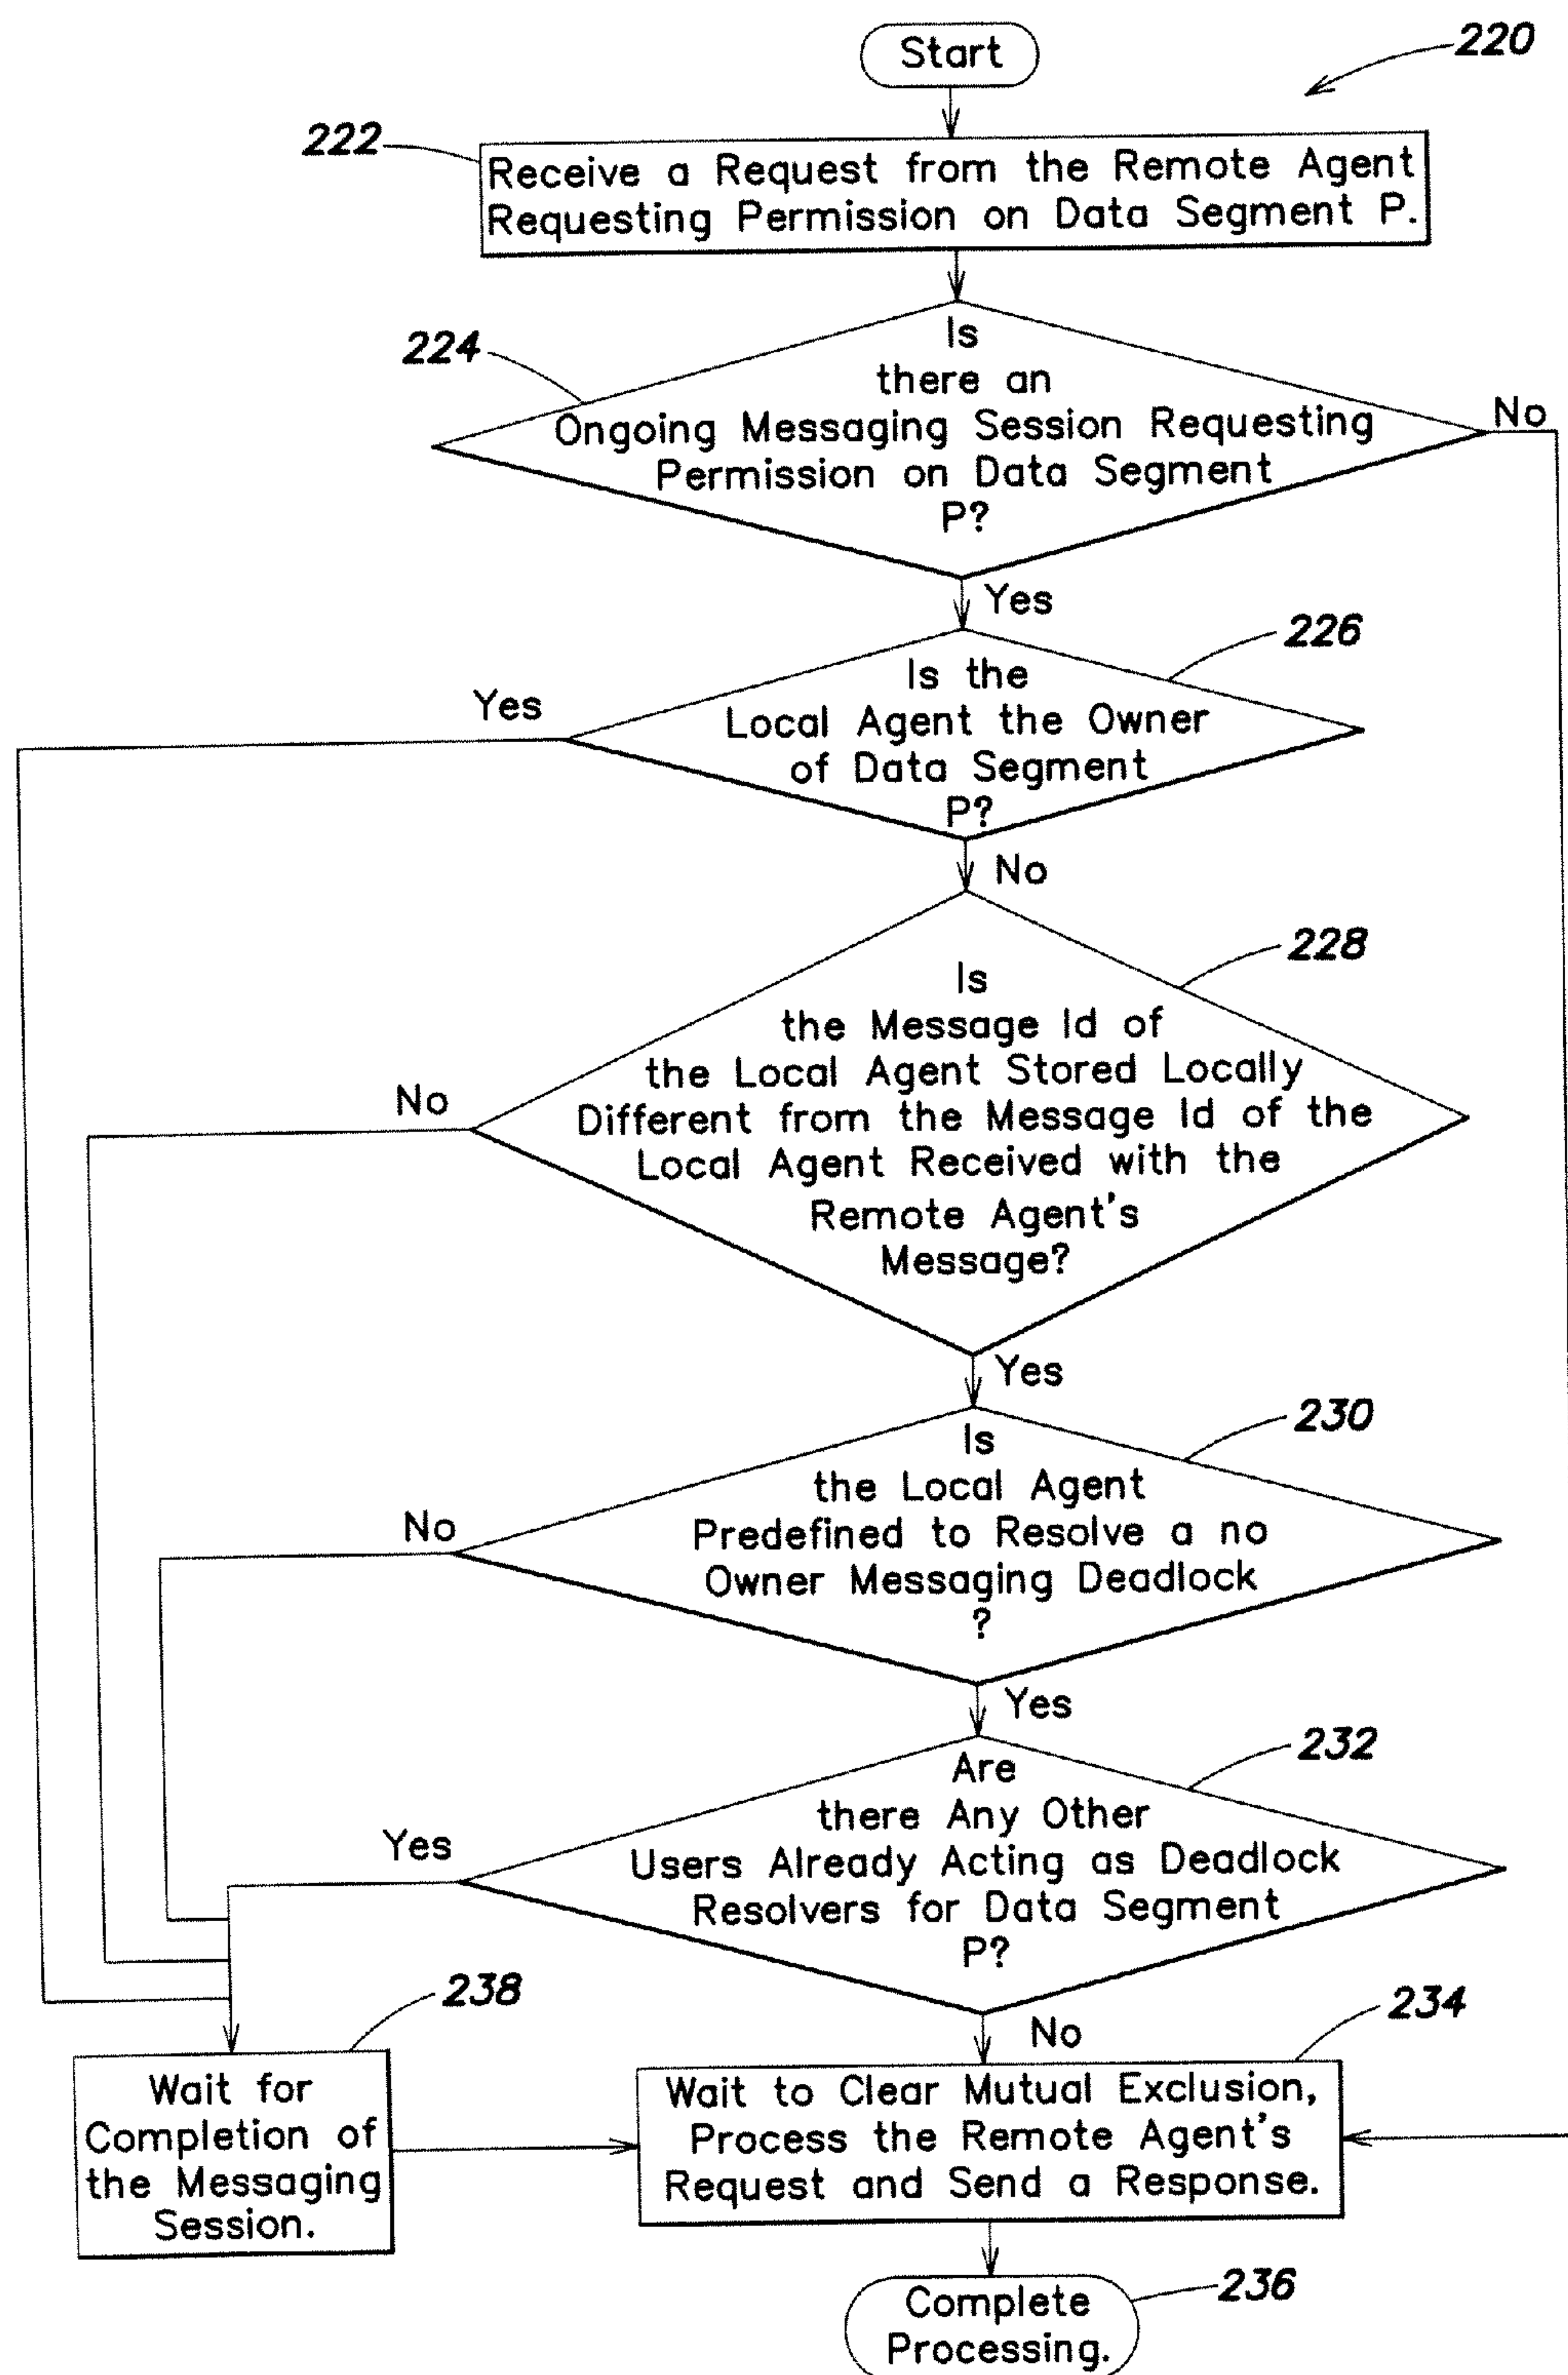 Start
220
222
Receive a Request from the Remote Agent
Requesting Permission on Data Segment P.
224
Is
there an
Ongoing Messaging Session Requesting
Permission on Data Segment
P?
No
Yes
226
Is the
Local Agent the Owner
of Data Segment
P?
Yes
No
228
Is
the Message Id of
the Local Agent Stored Locally
Different from the Message Id of the
Local Agent Received with the
Remote Agent's
Message?
No
Yes
230
Is
the Local Agent
Predefined to Resolve a no
Owner Messaging Deadlock
?
No
Yes
232
Are
there Any Other
Users Already Acting as Deadlock
Resolvers for Data Segment
P?
Yes
No
238
Wait for
Completion of
the Messaging
Session.
234
Wait to Clear Mutual Exclusion,
Process the Remote Agent's
Request and Send a Response.
236
Complete
Processing.